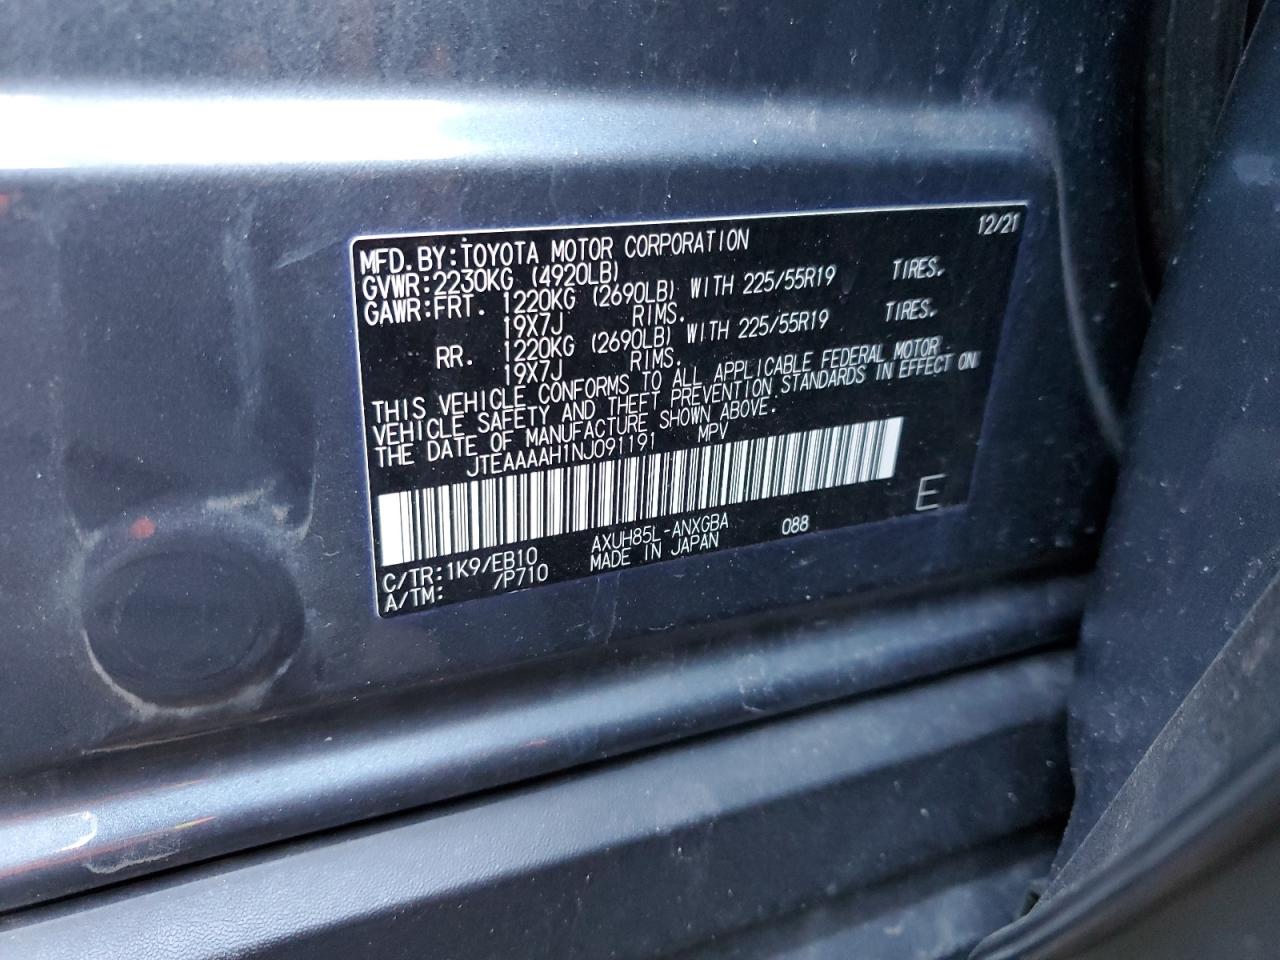 12/21
MFD.BY:TOYOTA MOTOR CORPORATION
GVWR:2230KG (4920LB)
GAWR:FRT. 1220KG (2690LB) WITH 225/55R19 TIRES.
19X7J RIMS.
RR. 1220KG (2690LB) WITH 225/55R19 TIRES.
19X7J RIMS.
THIS VEHICLE CONFORMS TO ALL APPLICABLE FEDERAL MOTOR
VEHICLE SAFETY AND THEFT PREVENTION STANDARDS IN EFFECT ON
THE DATE OF MANUFACTURE SHOWN ABOVE.
JTEAAAAH1NJ091191 MPV
E
C/TR:1K9/EB10 AXUH85L-ANXGBA 088
A/TM: /P710 MADE IN JAPAN